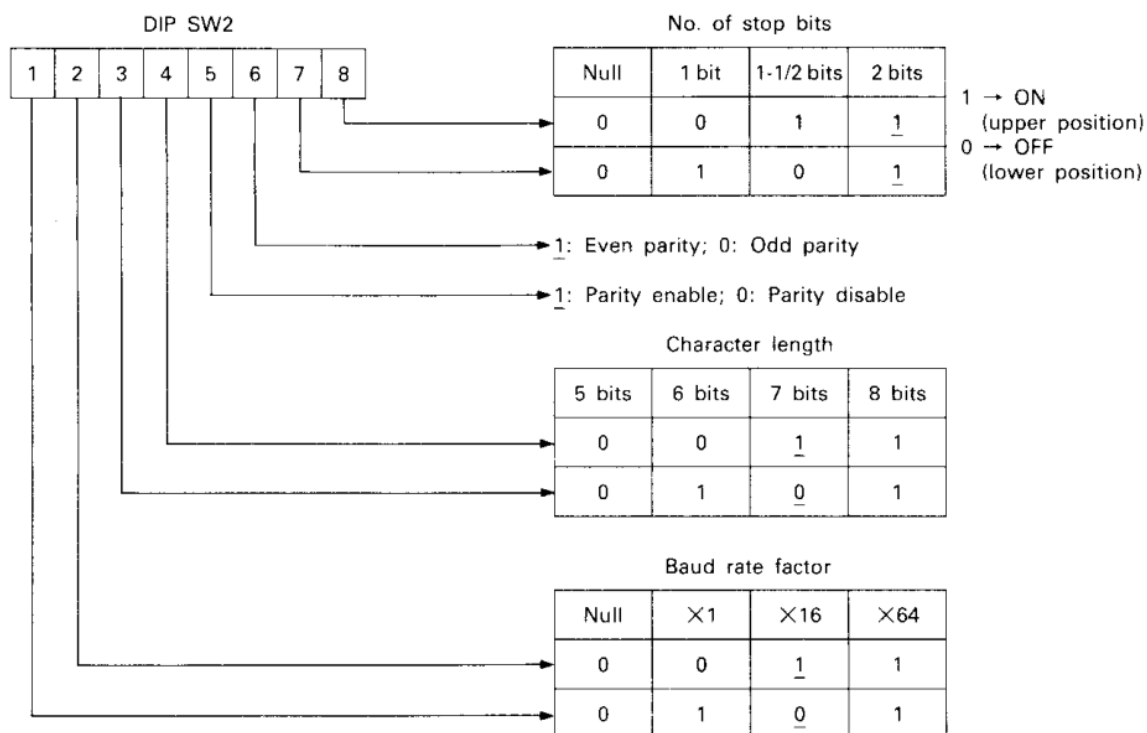 DIP SW2
1 2 3 4 5 6 7 8
No. of stop bits
Null 1 bit 1-1/2 bits 2 bits
0 0 1 1
0 1 0 1
1 → ON
(upper position)
0 → OFF
(lower position)
1: Even parity; 0: Odd parity
1: Parity enable; 0: Parity disable
Character length
5 bits 6 bits 7 bits 8 bits
0 0 1 1
0 1 0 1
Baud rate factor
Null ×1 ×16 ×64
0 0 1 1
0 1 0 1